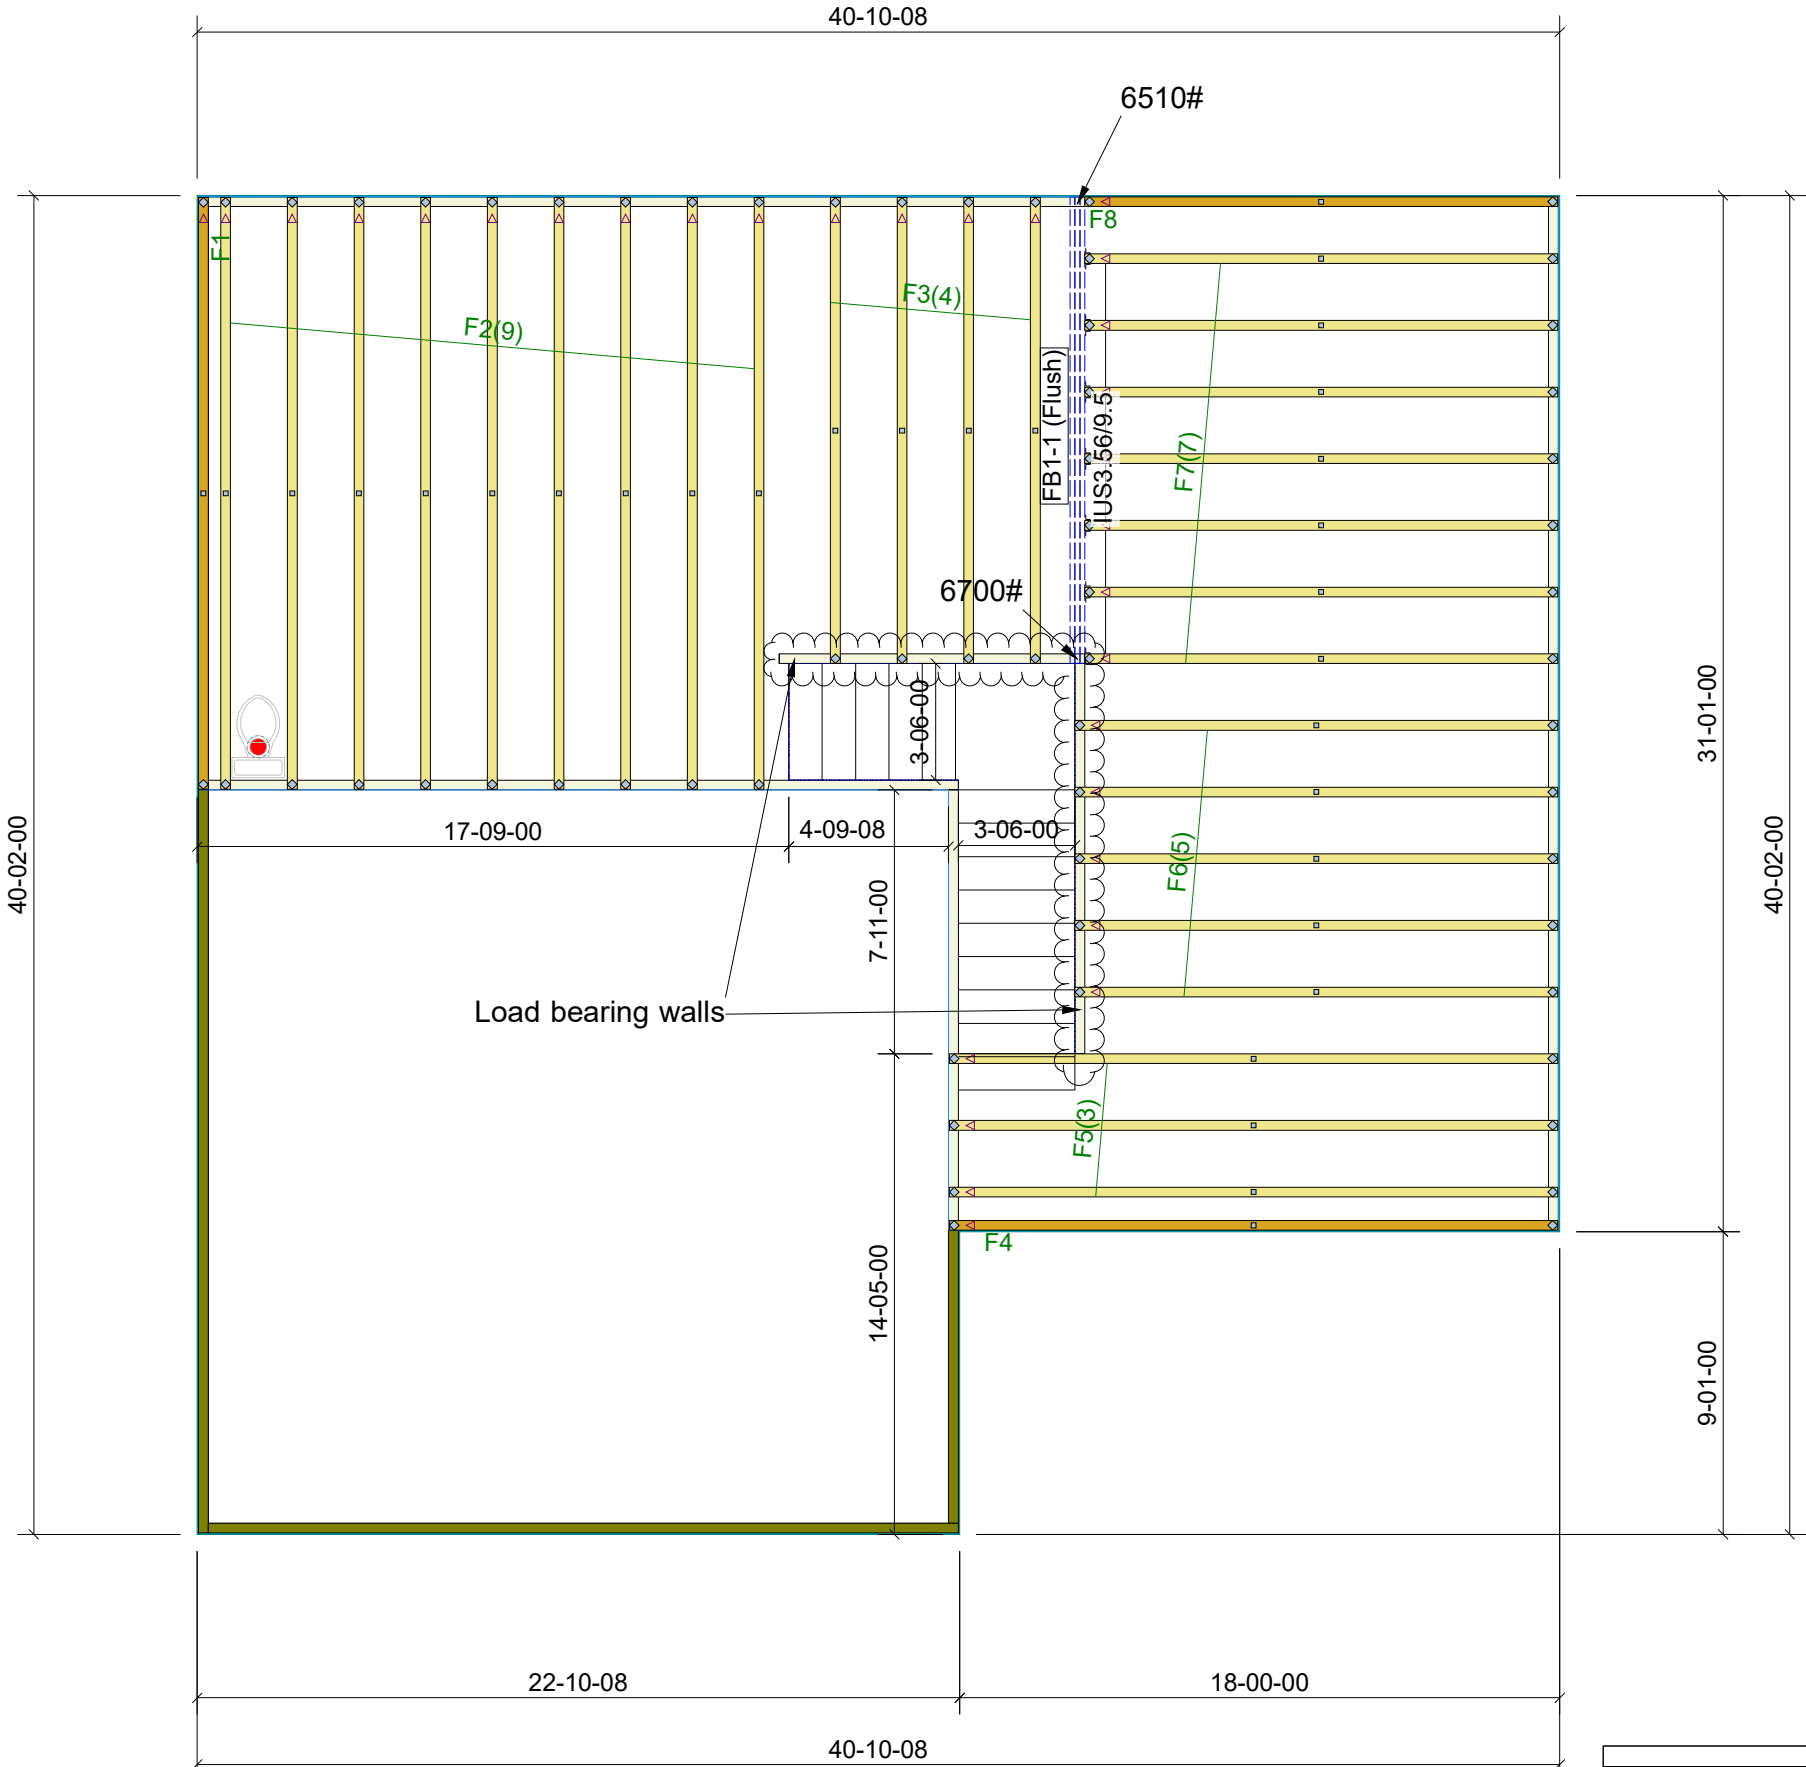 40-10-08
6510#
F1
F8
F3(4)
F2(9)
FB1-1 (Flush)
IUS3.56/9.5
F7(7)
6700#
3-06-00
31-01-00
40-02-00
40-02-00
17-09-00
4-09-08
3-06-00
F6(5)
7-11-00
Load bearing walls
F5(3)
F4
14-05-00
9-01-00
22-10-08
18-00-00
40-10-08